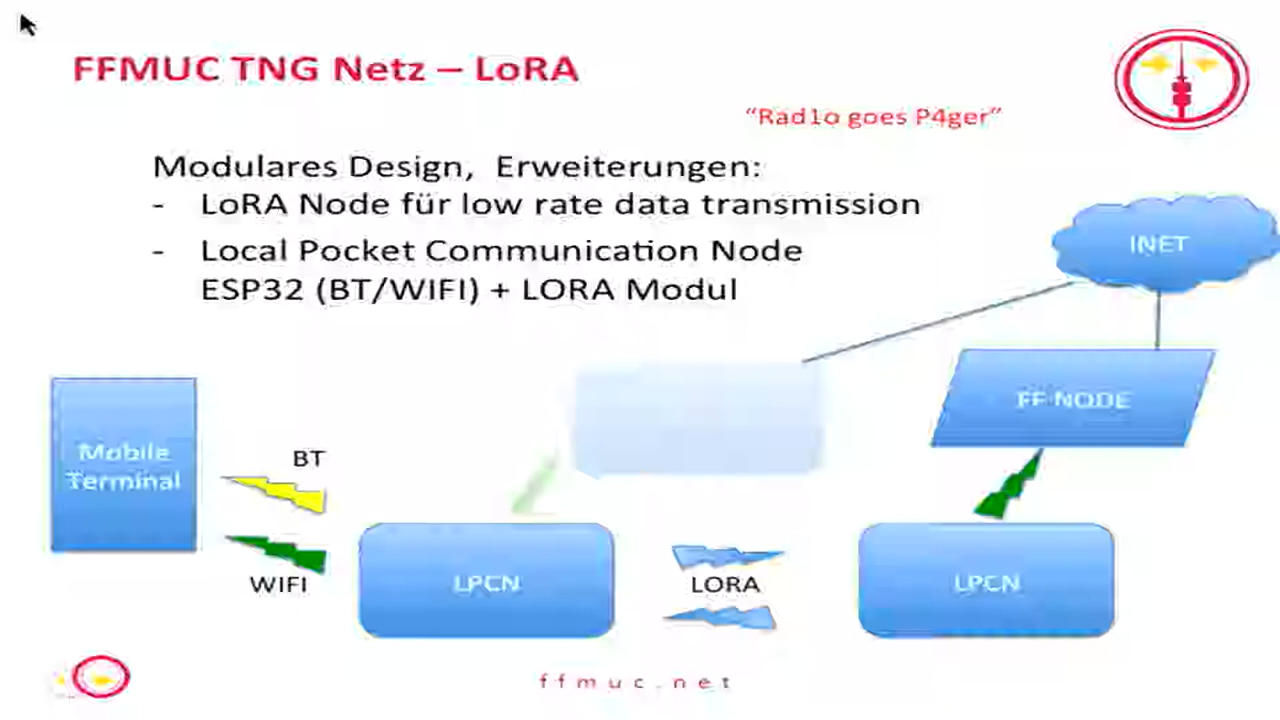 FFMUC TNG Netz – LoRA
“Rad1o goes P4ger”
Modulares Design, Erweiterungen:
- LoRA Node für low rate data transmission
- Local Pocket Communication Node
ESP32 (BT/WIFI) + LORA Modul
INET
FF NODE
Mobile
Terminal
BT
WIFI
LPCN
LORA
LPCN
ffmuc.net